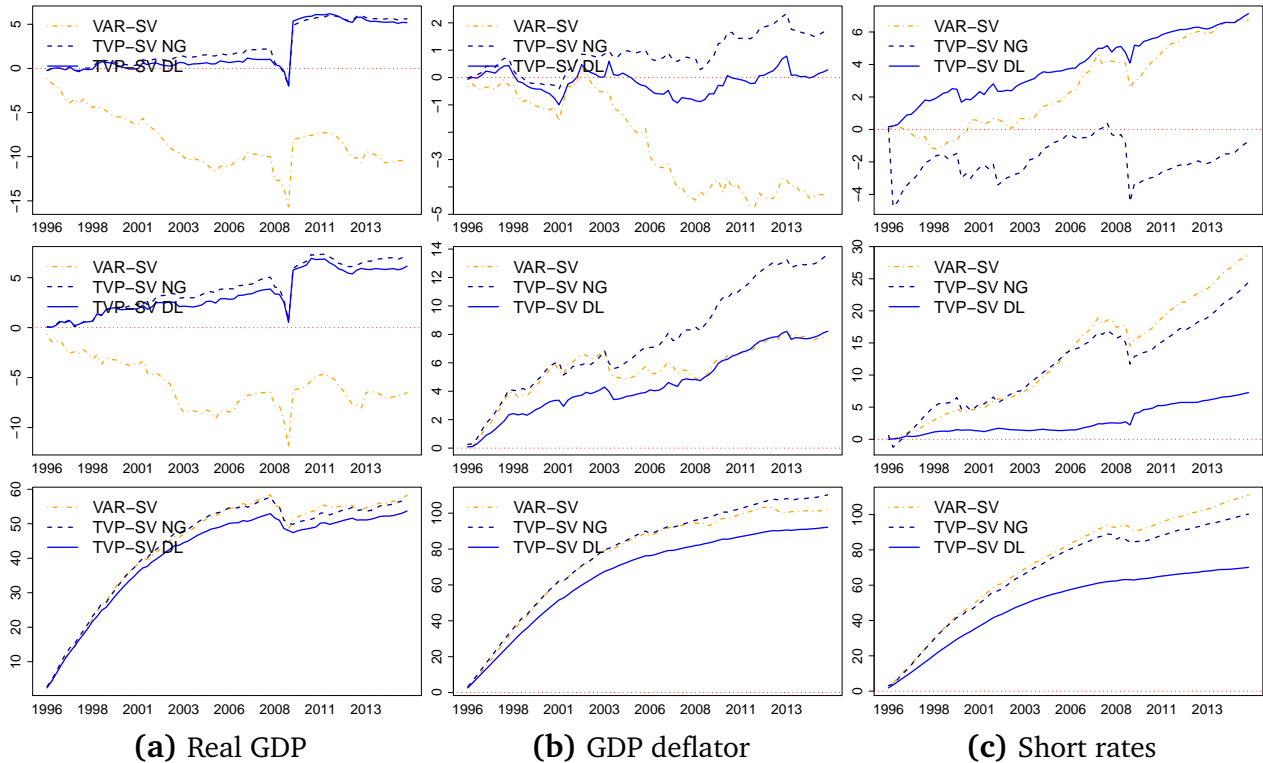 5
0
−5
−10
−15
VAR−SV
TVP−SV NG
TVP−SV DL
1996 1998 2001 2003 2006 2008 2011 2013
2
1
0
−1
−2
−3
−4
−5
VAR−SV
TVP−SV NG
TVP−SV DL
1996 1998 2001 2003 2006 2008 2011 2013
6
4
2
0
−2
−4
VAR−SV
TVP−SV NG
TVP−SV DL
1996 1998 2001 2003 2006 2008 2011 2013
5
0
−5
−10
VAR−SV
TVP−SV NG
TVP−SV DL
1996 1998 2001 2003 2006 2008 2011 2013
14
12
10
8
6
4
2
0
VAR−SV
TVP−SV NG
TVP−SV DL
1996 1998 2001 2003 2006 2008 2011 2013
30
25
20
15
10
5
0
VAR−SV
TVP−SV NG
TVP−SV DL
1996 1998 2001 2003 2006 2008 2011 2013
60
50
40
30
20
10
VAR−SV
TVP−SV NG
TVP−SV DL
1996 1998 2001 2003 2006 2008 2011 2013
100
80
60
40
20
0
VAR−SV
TVP−SV NG
TVP−SV DL
1996 1998 2001 2003 2006 2008 2011 2013
100
80
60
40
20
0
VAR−SV
TVP−SV NG
TVP−SV DL
1996 1998 2001 2003 2006 2008 2011 2013
(a) Real GDP
(b) GDP deflator
(c) Short rates